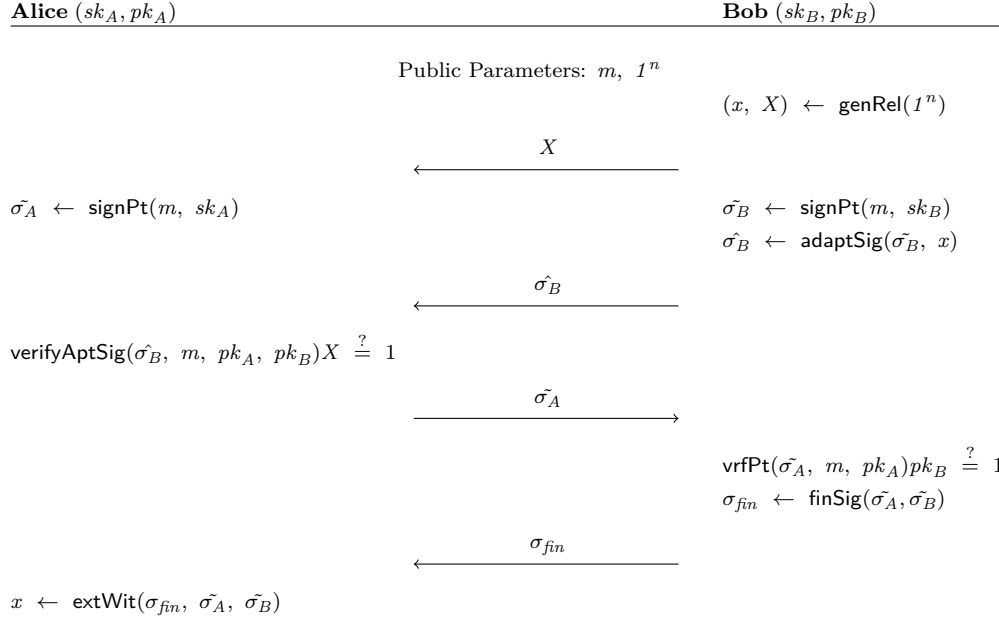 Alice (sk_A, pk_A) Bob (sk_B, pk_B)
Public Parameters: m, 1^n
(x, X) ← genRel(1^n)
X
σ̃_A ← signPt(m, sk_A) σ̃_B ← signPt(m, sk_B)
σ̂_B ← adaptSig(σ̃_B, x)
σ̂_B
verifyAptSig(σ̂_B, m, pk_A, pk_B)X ?= 1
σ̃_A
vrfPt(σ̃_A, m, pk_A)pk_B ?= 1
σ_fin ← finSig(σ̃_A, σ̃_B)
σ_fin
x ← extWit(σ_fin, σ̃_A, σ̃_B)